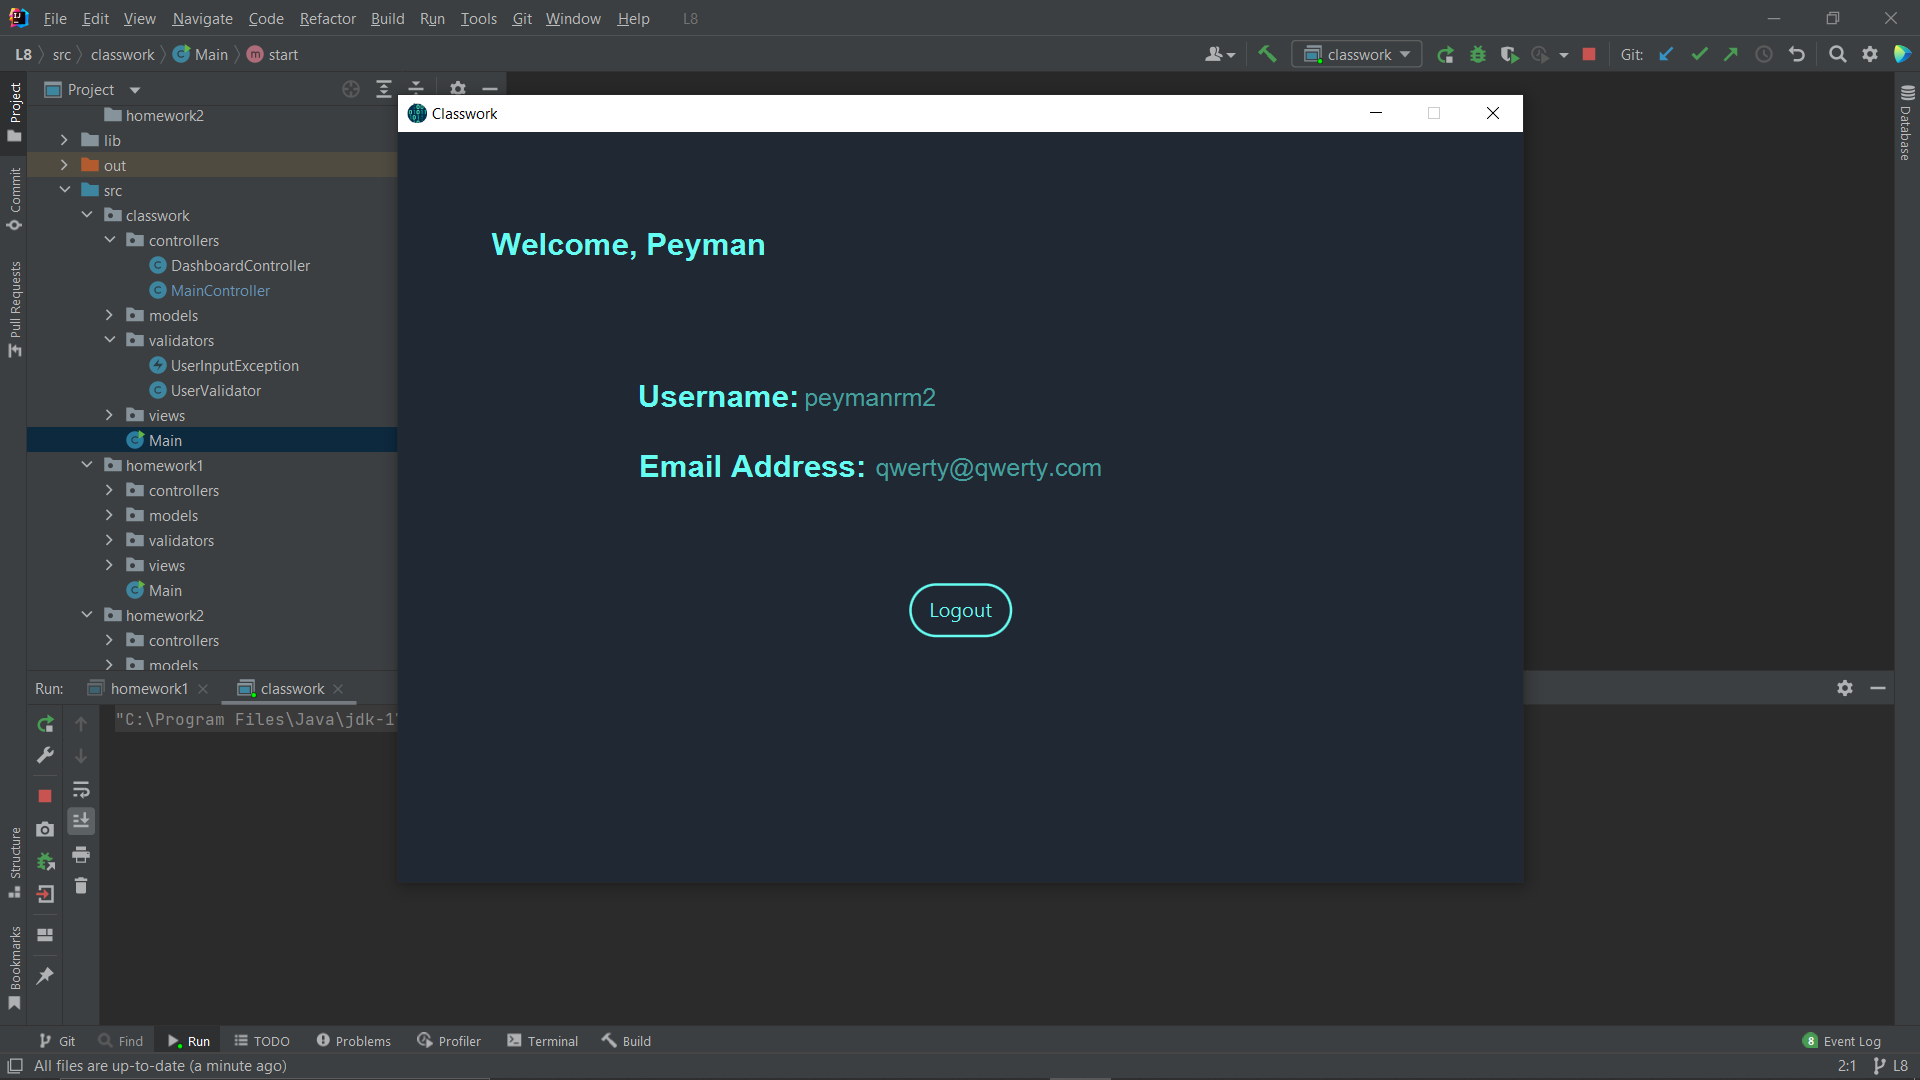 File Edit View Navigate Code Refactor Build Run Tools Git Window Help L8
L8 src classwork Main start
classwork
Git:
Project
Project
Commit
Pull Requests
Structure
Bookmarks
Database
homework2
lib
out
src
classwork
controllers
DashboardController
MainController
models
validators
UserInputException
UserValidator
views
Main
homework1
controllers
models
validators
views
Main
homework2
controllers
models
Classwork
Welcome, Peyman
Username: peymanrm2
Email Address: qwerty@qwerty.com
Logout
Run: homework1 classwork
"C:\Program Files\Java\jdk-1
Git Find Run TODO Problems Profiler Terminal Build
8 Event Log
All files are up-to-date (a minute ago)
2:1 L8